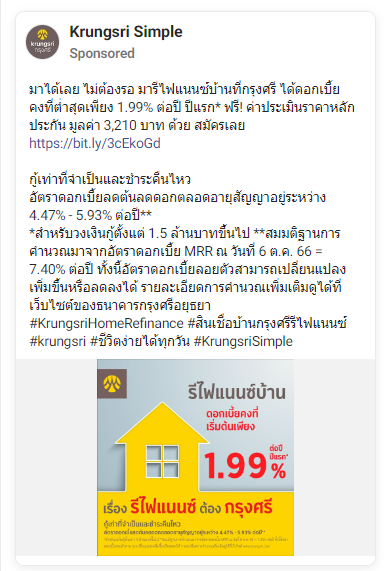 Krungsri Simple
Sponsored
krungsri
กรุงศรี
มาได้เลย ไม่ต้องรอ มารีไฟแนนซ์บ้านที่กรุงศรี ได้ดอกเบี้ย
คงที่ต่ำสุดเพียง 1.99% ต่อปี ปีแรก* ฟรี! ค่าประเมินราคาหลัก
ประกัน มูลค่า 3,210 บาท ด้วย สมัครเลย
https://bit.ly/3cEkoGd
กู้เท่าที่จำเป็นและชำระคืนไหว
อัตราดอกเบี้ยลดต้นลดดอกตลอดอายุสัญญาอยู่ระหว่าง
4.47% - 5.93% ต่อปี**
*สำหรับวงเงินกู้ตั้งแต่ 1.5 ล้านบาทขึ้นไป **สมมติฐานการ
คำนวณมาจากอัตราดอกเบี้ย MRR ณ วันที่ 6 ต.ค. 66 =
7.40% ต่อปี ทั้งนี้อัตราดอกเบี้ยลอยตัวสามารถเปลี่ยนแปลง
เพิ่มขึ้นหรือลดลงได้ รายละเอียดการคำนวณเพิ่มเติมดูได้ที่
เว็บไซต์ของธนาคารกรุงศรีอยุธยา
#KrungsriHomeRefinance #สินเชื่อบ้านกรุงศรีรีไฟแนนซ์
#krungsri #ชีวิตง่ายได้ทุกวัน #KrungsriSimple
รีไฟแนนซ์บ้าน
ดอกเบี้ยคงที่
เริ่มต้นเพียง
1.99%
ต่อปี
ปีแรก*
เรื่อง รีไฟแนนซ์ ต้อง กรุงศรี
กู้เท่าที่จำเป็นและชำระคืนไหว
อัตราดอกเบี้ยลดต้นลดดอกตลอดอายุสัญญาอยู่ระหว่าง 4.47% - 5.93% ต่อปี**